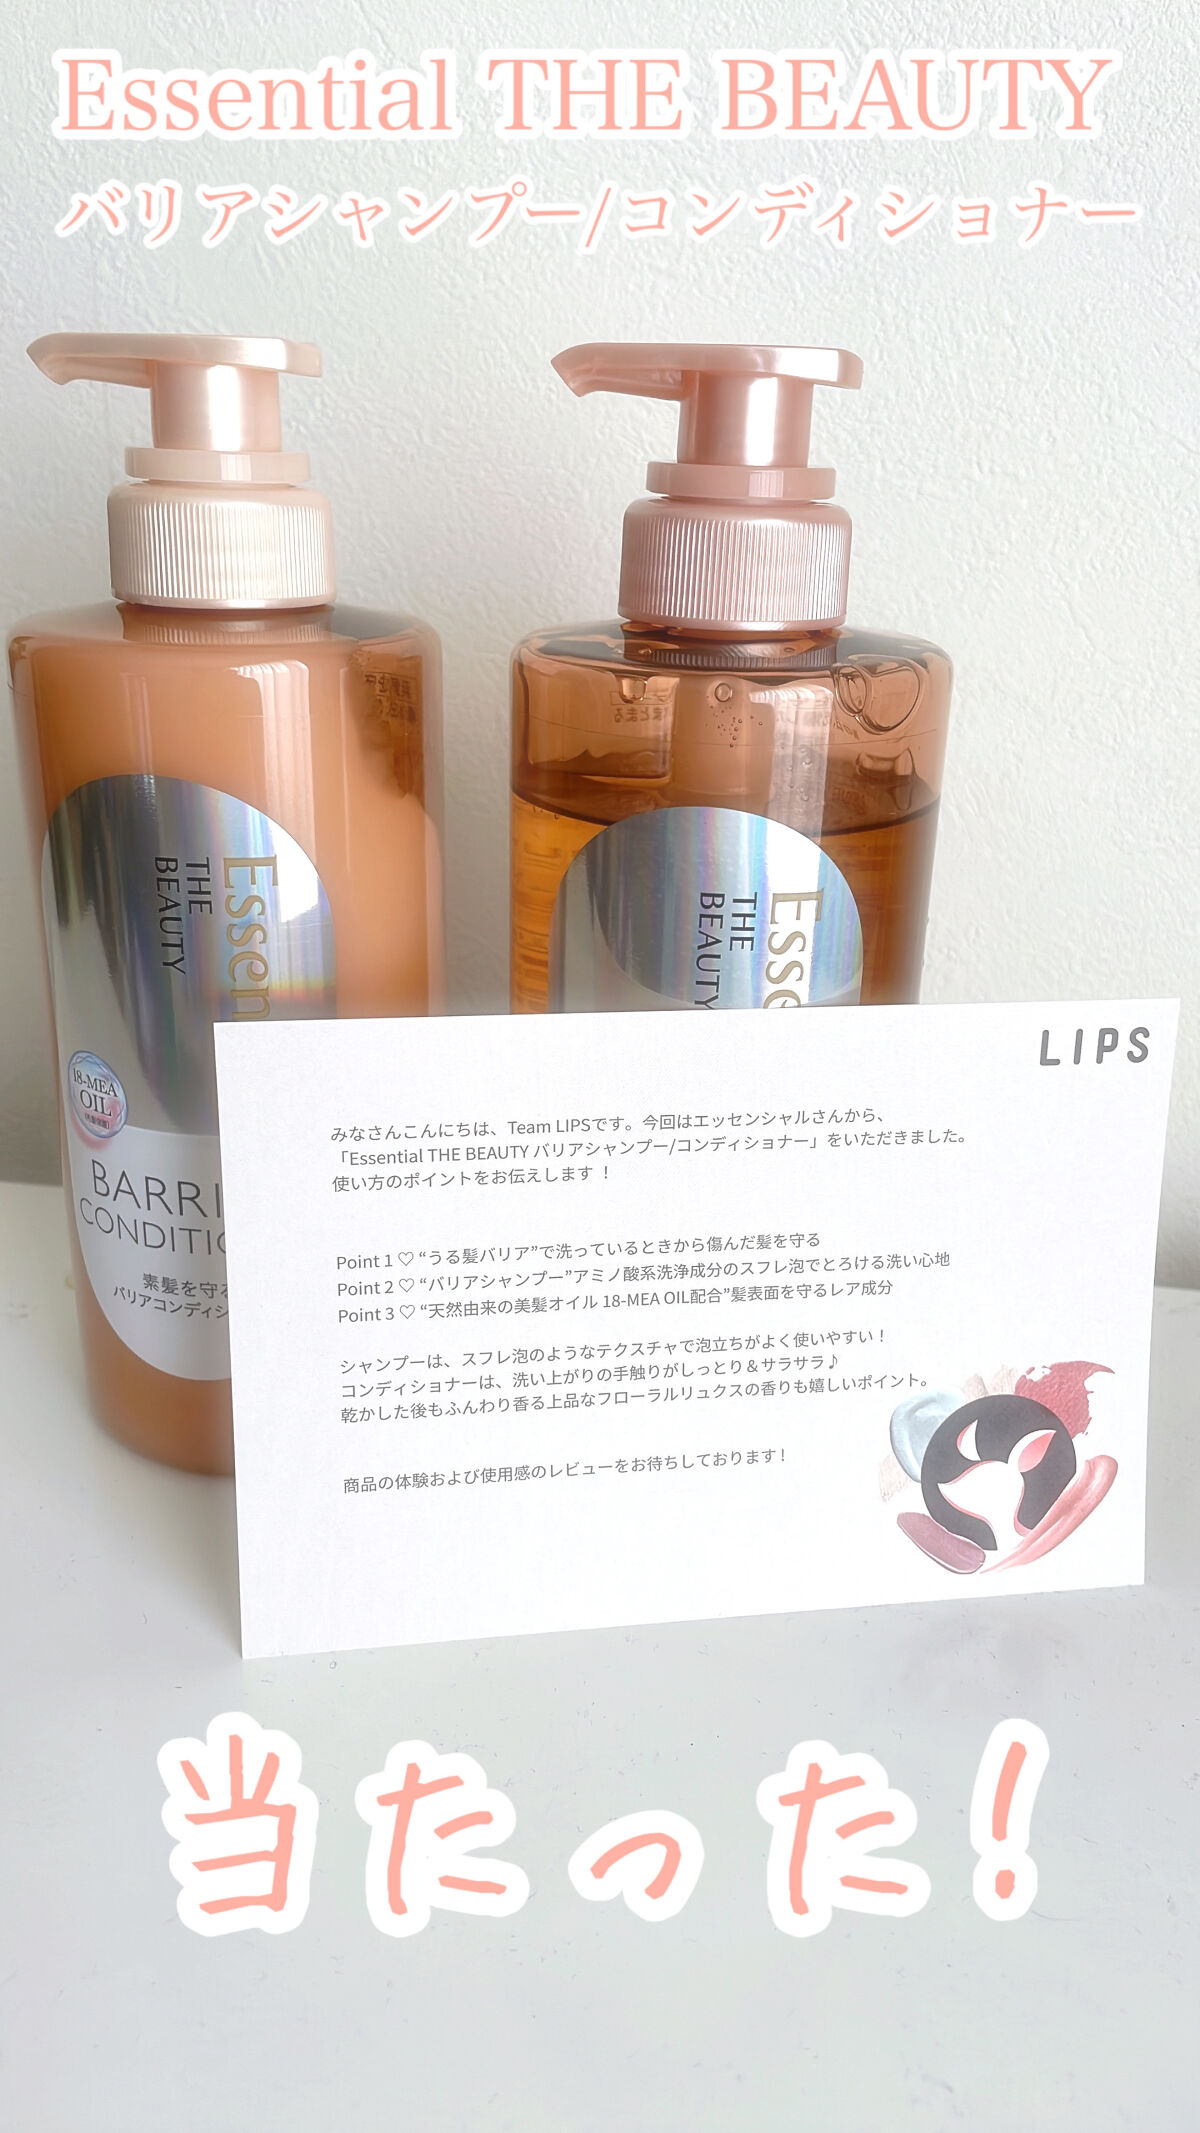 Essential THE BEAUTY
バリアシャンプー/コンディショナー
Essen
THE
BEAUTY
18-MEA
OIL
BARRI
CONDITIO
素髪を守る
バリアコンディシ
Esse
THE
BEAUTY
LIPS
みなさんこんにちは、Team LIPSです。今回はエッセンシャルさんから、
「Essential THE BEAUTY バリアシャンプー/コンディショナー」をいただきました。
使い方のポイントをお伝えします ！
Point 1 ♡ “うる髪バリア”で洗っているときから傷んだ髪を守る
Point 2 ♡ “バリアシャンプー”アミノ酸系洗浄成分のスフレ泡でとろける洗い心地
Point 3 ♡ “天然由来の美髪オイル 18-MEA OIL配合”髪表面を守るレア成分
シャンプーは、スフレ泡のようなテクスチャで泡立ちがよく使いやすい！
コンディショナーは、洗い上がりの手触りがしっとり＆サラサラ♪
乾かした後もふんわり香る上品なフローラルリュクスの香りも嬉しいポイント。
商品の体験および使用感のレビューをお待ちしております！
当たった！